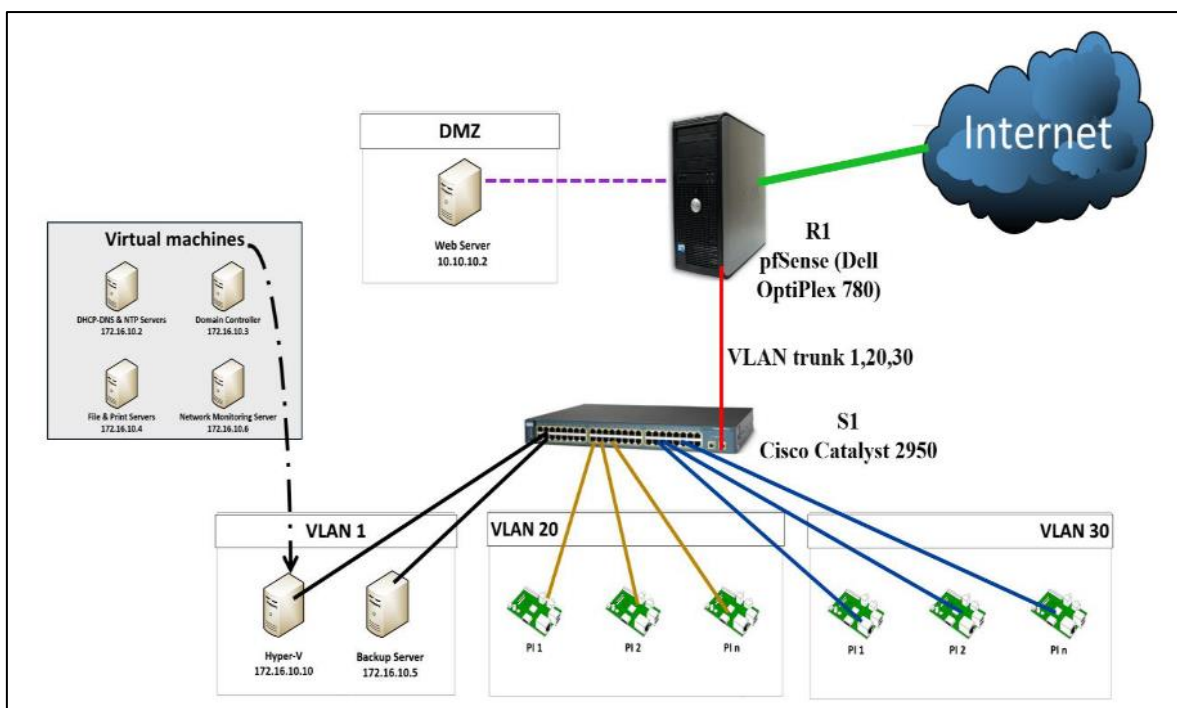 Internet
DMZ
Web Server
10.10.10.2
R1
pfSense (Dell
OptiPlex 780)
Virtual machines
DHCP-DNS & NTP Servers
172.16.10.2
Domain Controller
172.16.10.3
File & Print Servers
172.16.10.4
Network Monitoring Server
172.16.10.6
VLAN trunk 1,20,30
S1
Cisco Catalyst 2950
VLAN 1
Hyper-V
172.16.10.10
Backup Server
172.16.10.5
VLAN 20
PI 1
PI 2
PI n
VLAN 30
PI 1
PI 2
PI n